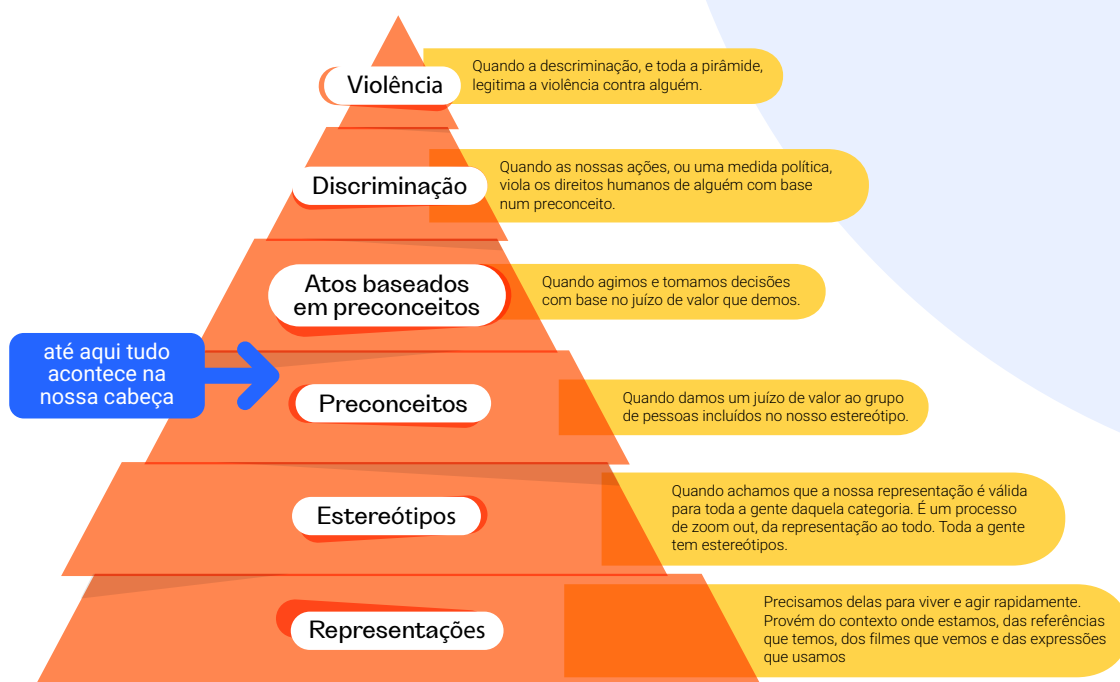 Violência
Quando a descriminação, e toda a pirâmide,
legitima a violência contra alguém.
Discriminação
Quando as nossas ações, ou uma medida política,
viola os direitos humanos de alguém com base
num preconceito.
Atos baseados
em preconceitos
Quando agimos e tomamos decisões
com base no juízo de valor que demos.
até aqui tudo
acontece na
nossa cabeça
Preconceitos
Quando damos um juízo de valor ao grupo
de pessoas incluídos no nosso estereótipo.
Estereótipos
Quando achamos que a nossa representação é válida
para toda a gente daquela categoria. É um processo
de zoom out, da representação ao todo. Toda a gente
tem estereótipos.
Representações
Precisamos delas para viver e agir rapidamente.
Provém do contexto onde estamos, das referências
que temos, dos filmes que vemos e das expressões
que usamos